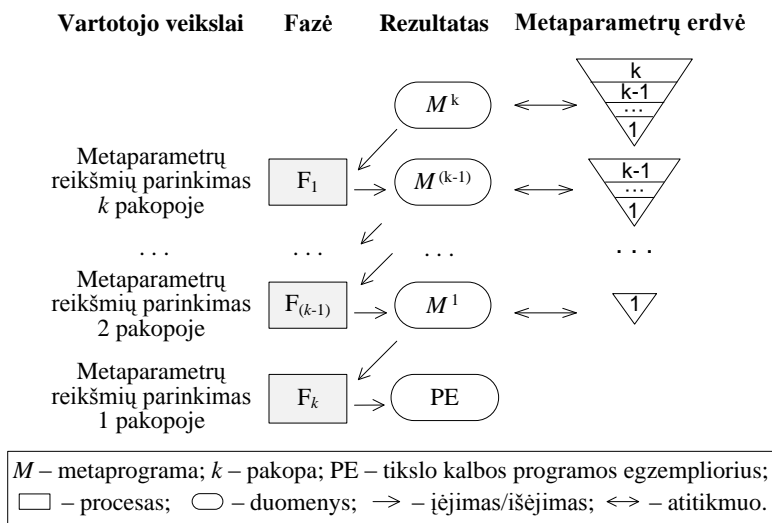 Vartotojo veikslai Fazė Rezultatas Metaparametrų erdvė
M k
k
k-1
...
1
Metaparametrų
reikšmių parinkimas
k pakopoje
F1
M (k-1)
k-1
...
1
. . . . . . . . . . . .
Metaparametrų
reikšmių parinkimas
2 pakopoje
F(k-1)
M 1
1
Metaparametrų
reikšmių parinkimas
1 pakopoje
Fk
PE
M – metaprograma; k – pakopa; PE – tikslo kalbos programos egzempliorius;
– procesas; – duomenys; → – įėjimas/išėjimas; ↔ – atitikmuo.